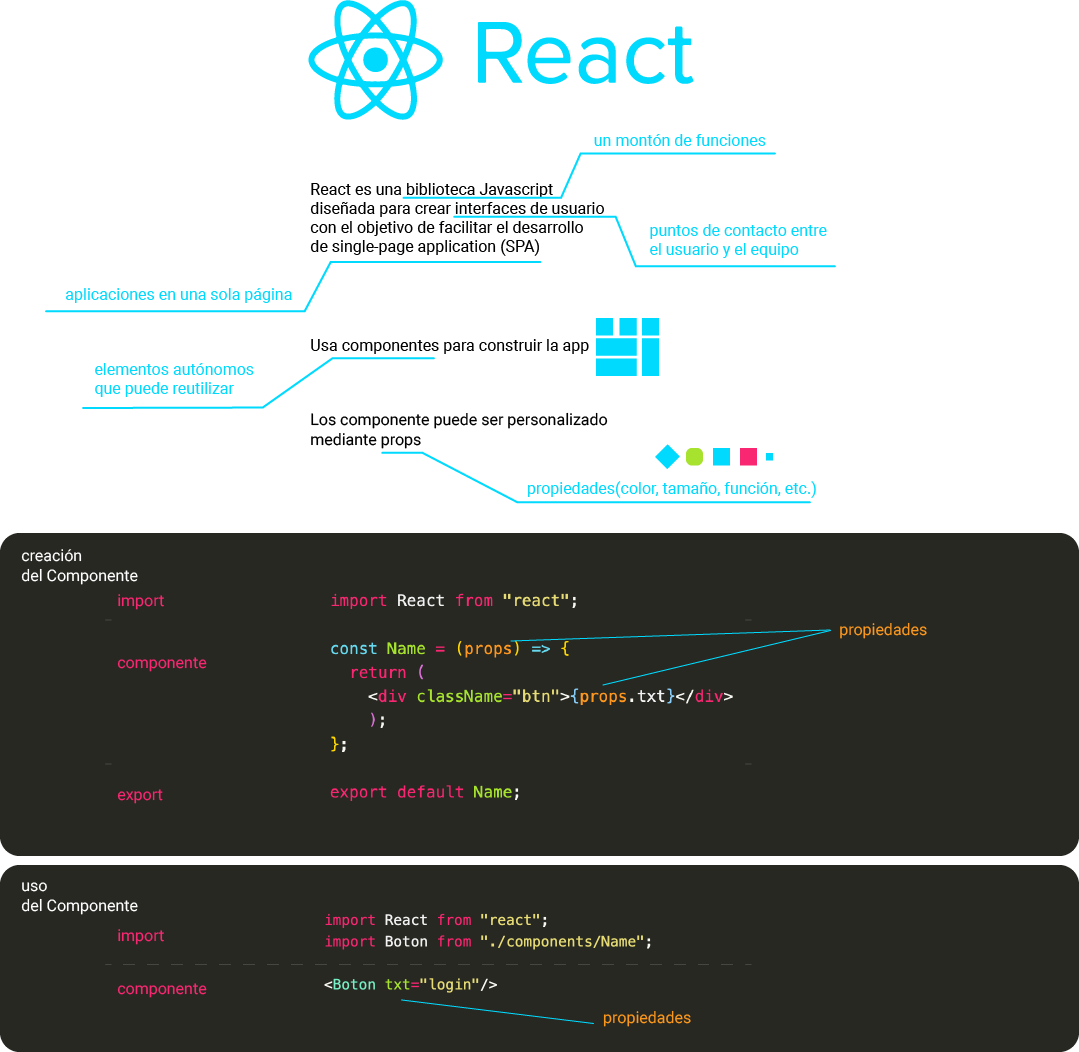 React
un montón de funciones
React es una biblioteca Javascript
diseñada para crear interfaces de usuario
con el objetivo de facilitar el desarrollo
de single-page application (SPA)
puntos de contacto entre
el usuario y el equipo
aplicaciones en una sola página
Usa componentes para construir la app
elementos autónomos
que puede reutilizar
Los componente puede ser personalizado
mediante props
propiedades(color, tamaño, función, etc.)
creación
del Componente
import
import React from "react";
propiedades
componente
const Name = (props) => {
return (
<div className="btn">{props.txt}</div>
);
};
export
export default Name;
uso
del Componente
import
import React from "react";
import Boton from "./components/Name";
componente
<Boton txt="login"/>
propiedades